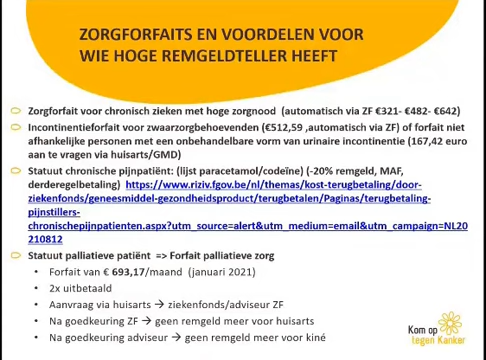 ZORGFORFAITS EN VOORDELEN VOOR
WIE HOGE REMGELDTELLER HEEFT
Zorgforfait voor chronisch zieken met hoge zorgnood (automatisch via ZF €321- €482- €642)
Incontinentieforfait voor zwaarzorgbehoevenden (€512,59 ,automatisch via ZF) of forfait niet
afhankelijke personen met een onbehandelbare vorm van urinaire incontinentie (167,42 euro
aan te vragen via huisarts/GMD)
Statuut chronische pijnpatiënt: (lijst paracetamol/codeïne) (-20% remgeld, MAF,
derderegelbetaling) https://www.riziv.fgov.be/nl/themas/kost-terugbetaling/door-
ziekenfonds/geneesmiddel-gezondheidsproduct/terugbetalen/Paginas/terugbetaling-
pijnstillers-
chronischepijnpatienten.aspx?utm_source=alert&utm_medium=email&utm_campaign=NL20
210812
Statuut palliatieve patiënt => Forfait palliatieve zorg
• Forfait van € 693,17/maand (januari 2021)
• 2x uitbetaald
• Aanvraag via huisarts → ziekenfonds/adviseur ZF
• Na goedkeuring ZF → geen remgeld meer voor huisarts
• Na goedkeuring adviseur → geen remgeld meer voor kiné
Kom op
tegen Kanker